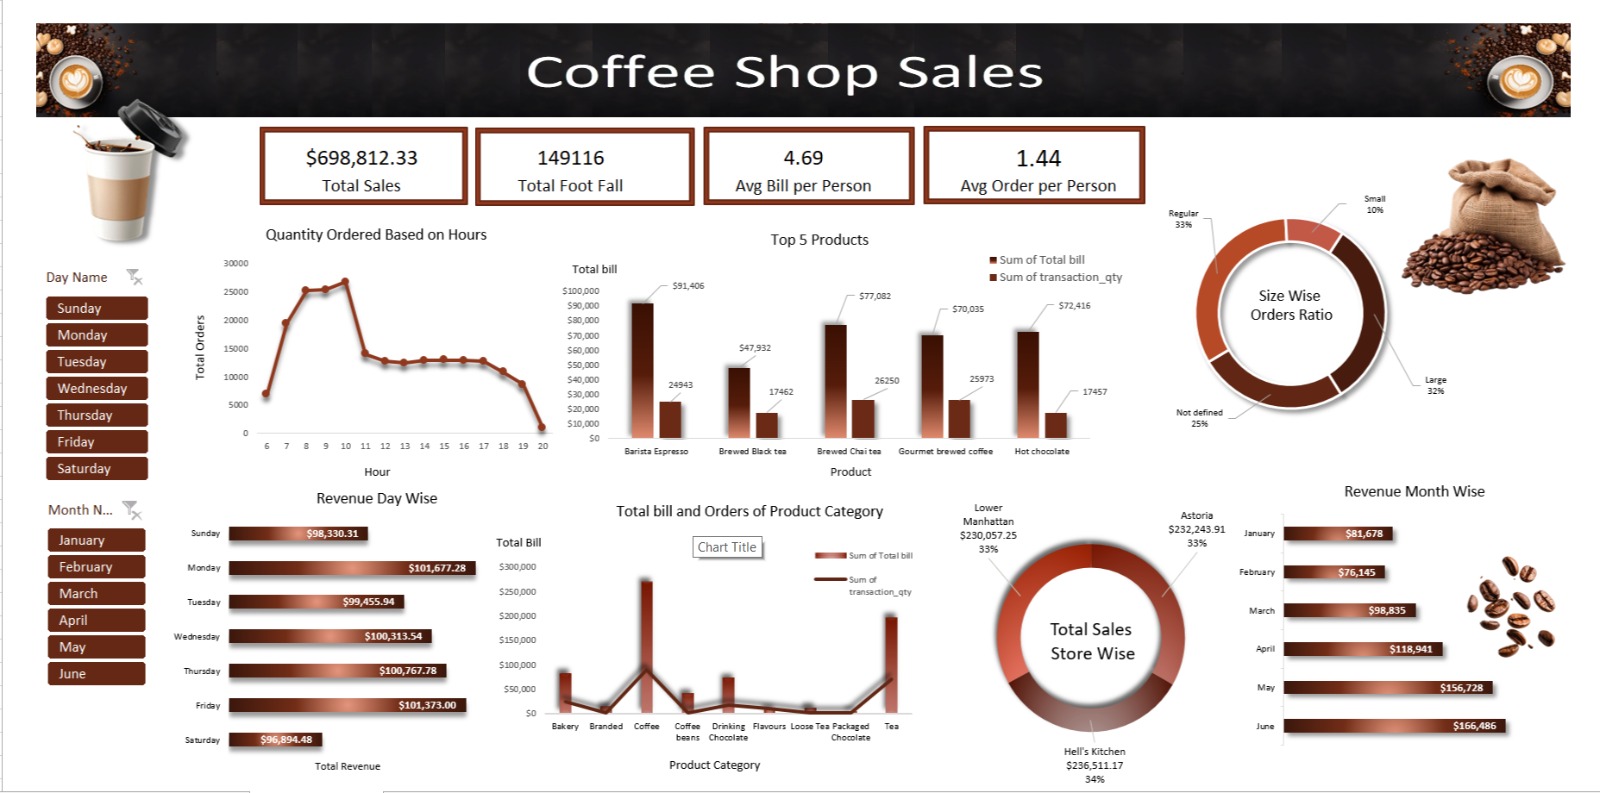 Coffee Shop Sales
$698,812.33
Total Sales
149116
Total Foot Fall
4.69
Avg Bill per Person
1.44
Avg Order per Person
Day Name
Sunday
Monday
Tuesday
Wednesday
Thursday
Friday
Saturday
Month N...
January
February
March
April
May
June
Quantity Ordered Based on Hours
Total Orders
30000
25000
20000
15000
10000
5000
0
6 7 8 9 10 11 12 13 14 15 16 17 18 19 20
Hour
Top 5 Products
Total bill
Sum of Total bill
Sum of transaction_qty
$100,000
$90,000
$80,000
$70,000
$60,000
$50,000
$40,000
$30,000
$20,000
$10,000
$0
$91,406
24943
$47,932
17462
$77,082
26250
$70,035
25973
$72,416
17457
Barista Espresso
Brewed Black tea
Brewed Chai tea
Gourmet brewed coffee
Hot chocolate
Product
Size Wise
Orders Ratio
Regular
33%
Small
10%
Large
32%
Not defined
25%
Revenue Day Wise
Sunday $98,330.31
Monday $101,677.28
Tuesday $99,455.94
Wednesday $100,313.54
Thursday $100,767.78
Friday $101,373.00
Saturday $96,894.48
Total Revenue
Total bill and Orders of Product Category
Total Bill
Chart Title
Sum of Total bill
Sum of
transaction_qty
$300,000
$250,000
$200,000
$150,000
$100,000
$50,000
$0
Bakery
Branded
Coffee
Coffee
beans
Drinking
Chocolate
Flavours
Loose Tea
Packaged
Chocolate
Tea
Product Category
Total Sales
Store Wise
Lower
Manhattan
$230,057.25
33%
Astoria
$232,243.91
33%
Hell's Kitchen
$236,511.17
34%
Revenue Month Wise
January $81,678
February $76,145
March $98,835
April $118,941
May $156,728
June $166,486